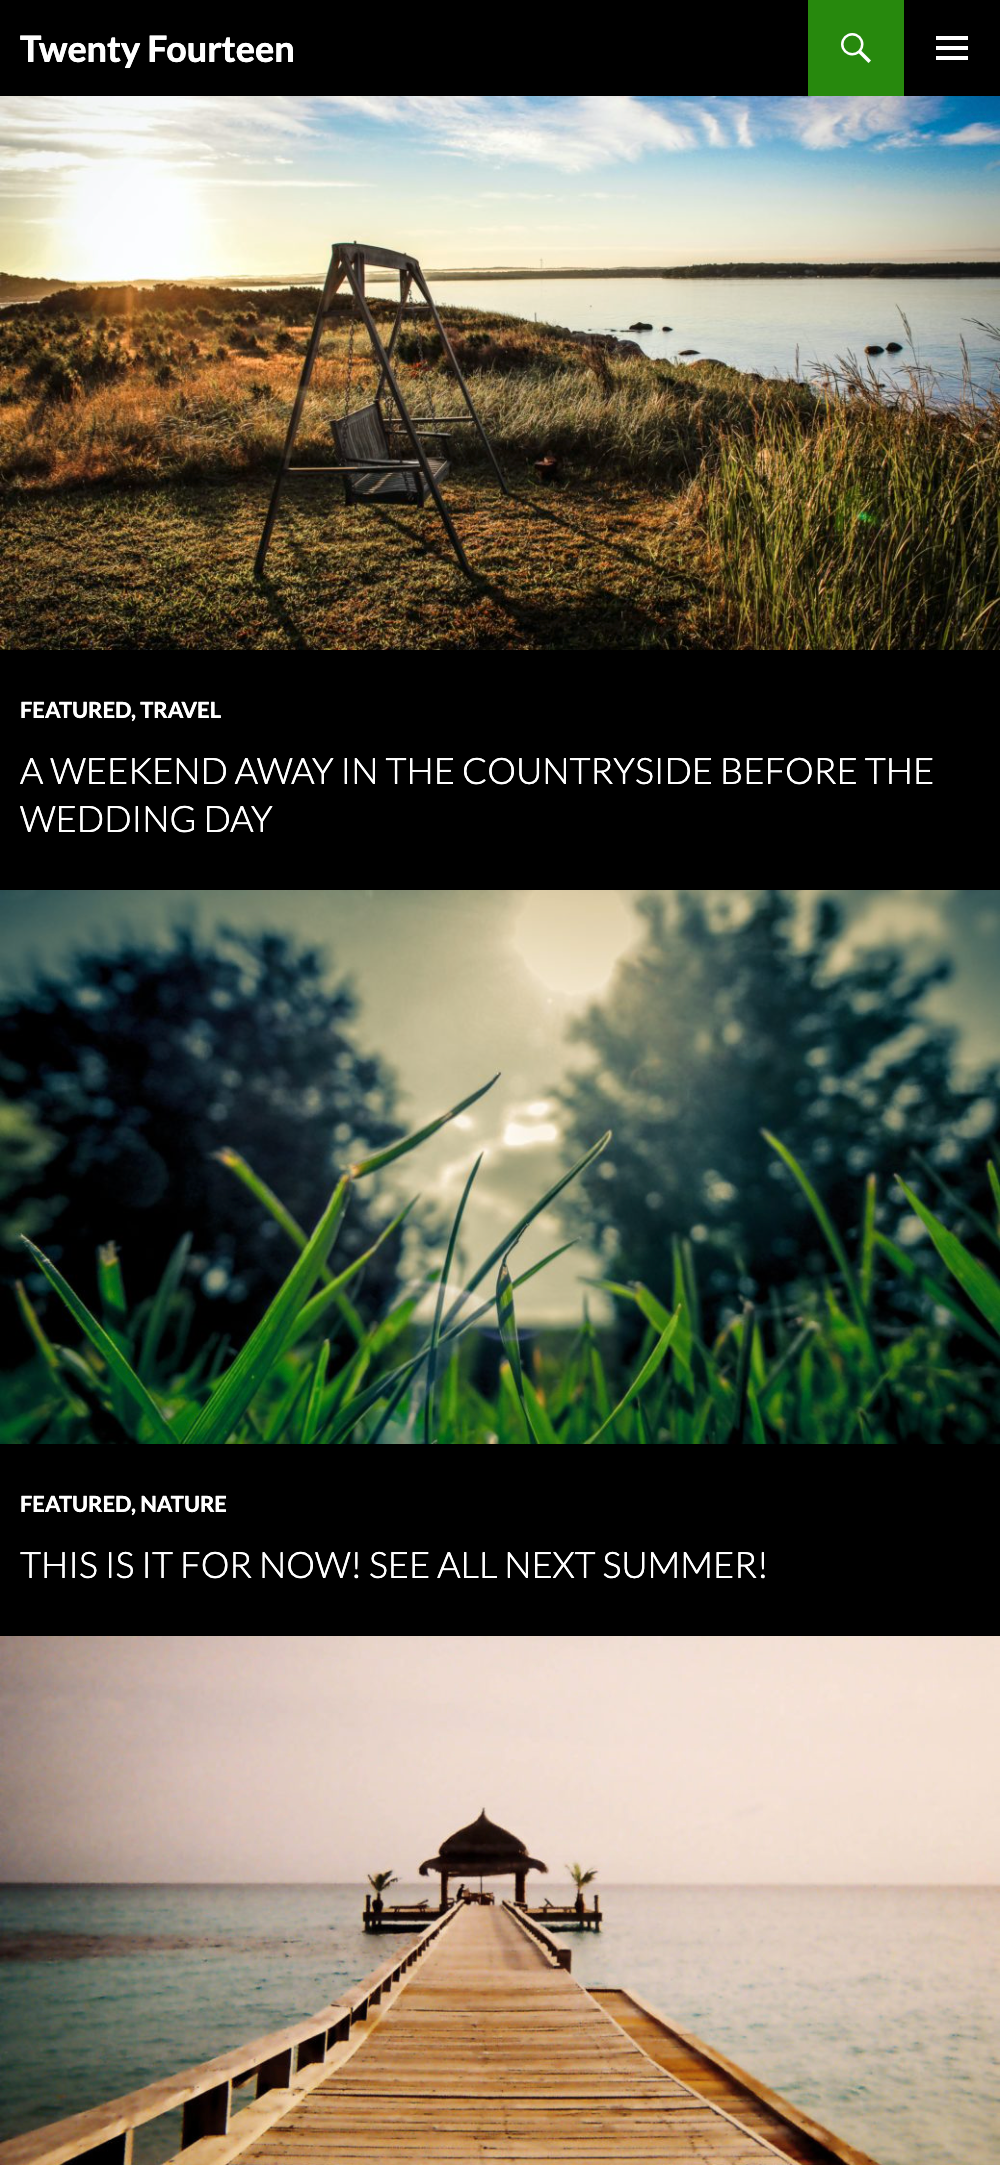 Twenty Fourteen
FEATURED, TRAVEL
A WEEKEND AWAY IN THE COUNTRYSIDE BEFORE THE
WEDDING DAY
FEATURED, NATURE
THIS IS IT FOR NOW! SEE ALL NEXT SUMMER!